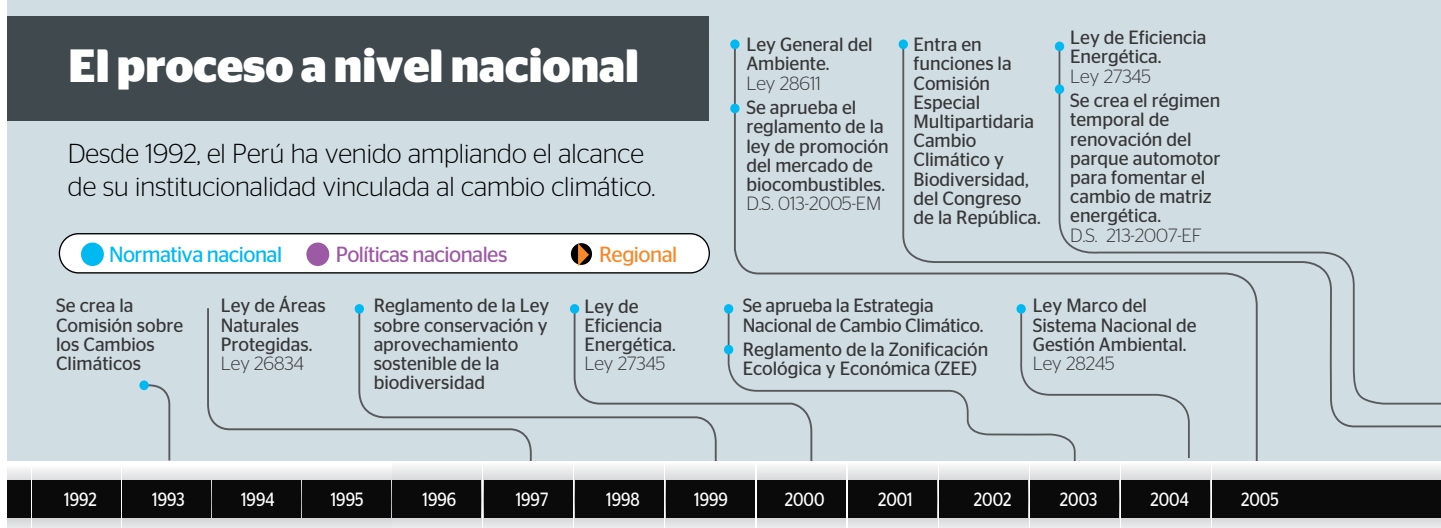 El proceso a nivel nacional
Desde 1992, el Perú ha venido ampliando el alcance
de su institucionalidad vinculada al cambio climático.
Normativa nacional
Políticas nacionales
Regional
Ley General del
Ambiente.
Ley 28611
Se aprueba el
reglamento de la
ley de promoción
del mercado de
biocombustibles.
D.S. 013-2005-EM
Entra en
funciones la
Comisión
Especial
Multipartidaria
Cambio
Climático y
Biodiversidad,
del Congreso
de la República.
Ley de Eficiencia
Energética.
Ley 27345
Se crea el régimen
temporal de
renovación del
parque automotor
para fomentar el
cambio de matriz
energética.
D.S. 213-2007-EF
Se crea la
Comisión sobre
los Cambios
Climáticos
Ley de Áreas
Naturales
Protegidas.
Ley 26834
Reglamento de la Ley
sobre conservación y
aprovechamiento
sostenible de la
biodiversidad
Ley de
Eficiencia
Energética.
Ley 27345
Se aprueba la Estrategia
Nacional de Cambio Climático.
Reglamento de la Zonificación
Ecológica y Económica (ZEE)
Ley Marco del
Sistema Nacional de
Gestión Ambiental.
Ley 28245
1992
1993
1994
1995
1996
1997
1998
1999
2000
2001
2002
2003
2004
2005